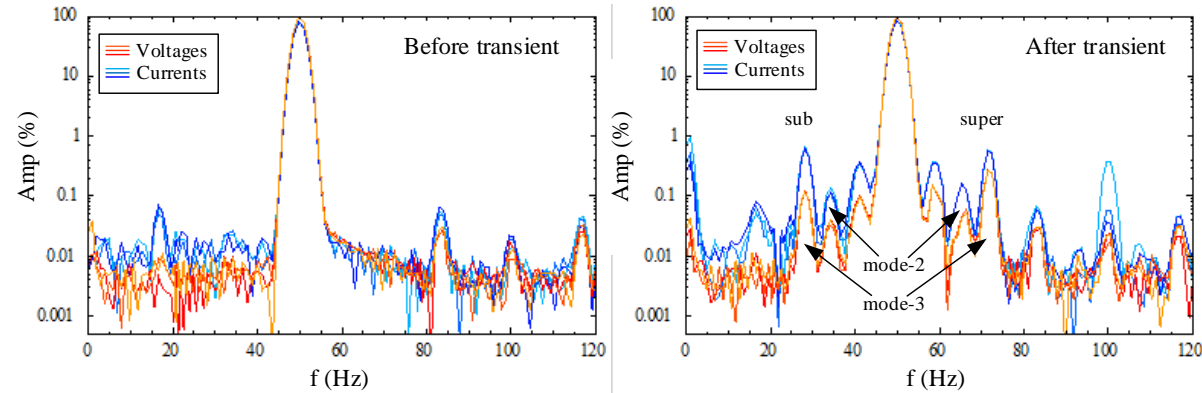 Before transient
Voltages
Currents
Amp (%)
100
10
1
0.1
0.01
0.001
0 20 40 60 80 100 120
f (Hz)
After transient
Voltages
Currents
sub
super
mode-2
mode-3
Amp (%)
100
10
1
0.1
0.01
0.001
0 20 40 60 80 100 120
f (Hz)